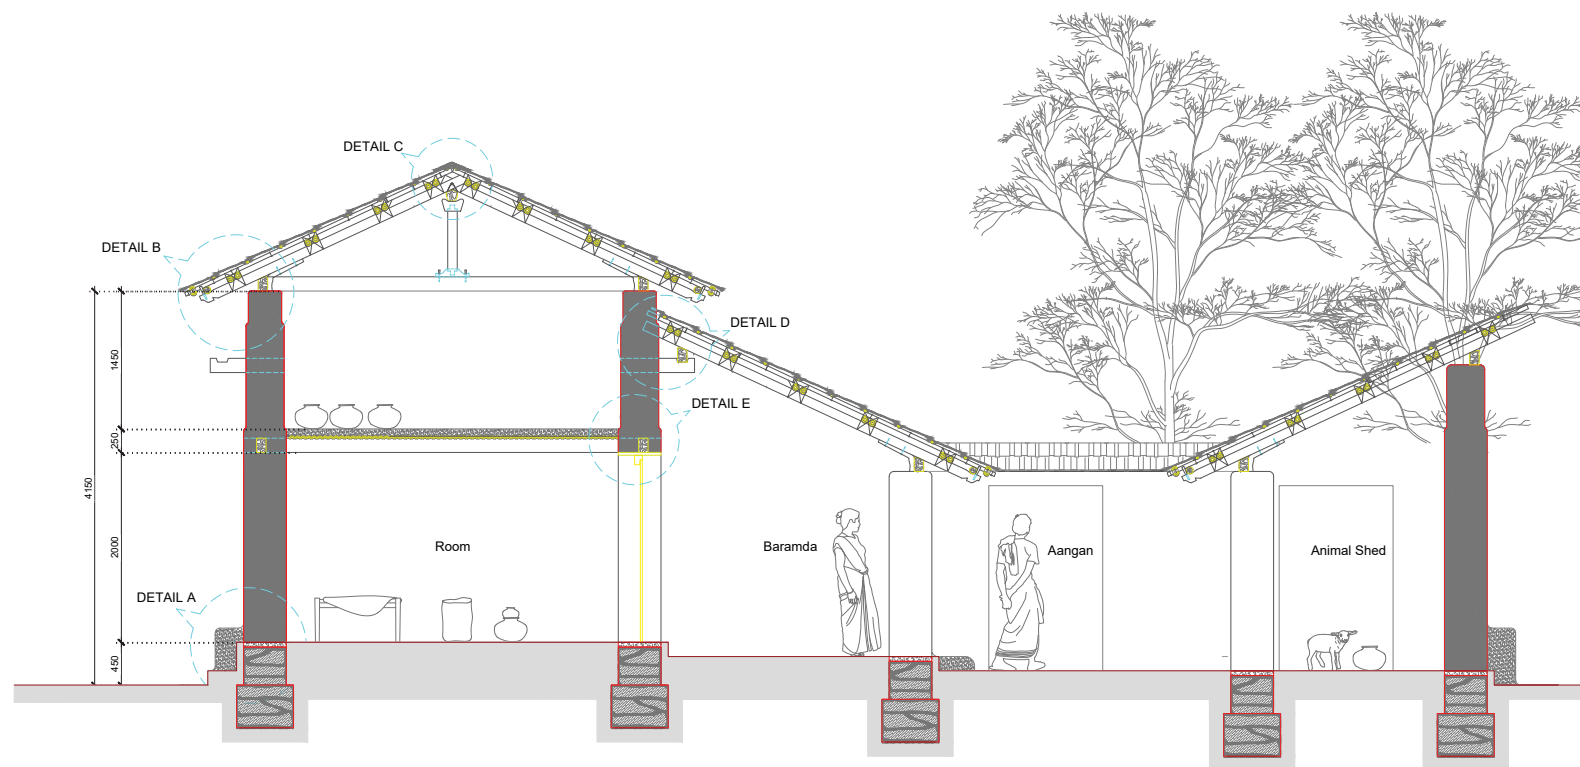 DETAIL C
DETAIL B
DETAIL D
DETAIL E
1450
250
4150
2000
Room
Baramda
Aangan
Animal Shed
DETAIL A
450